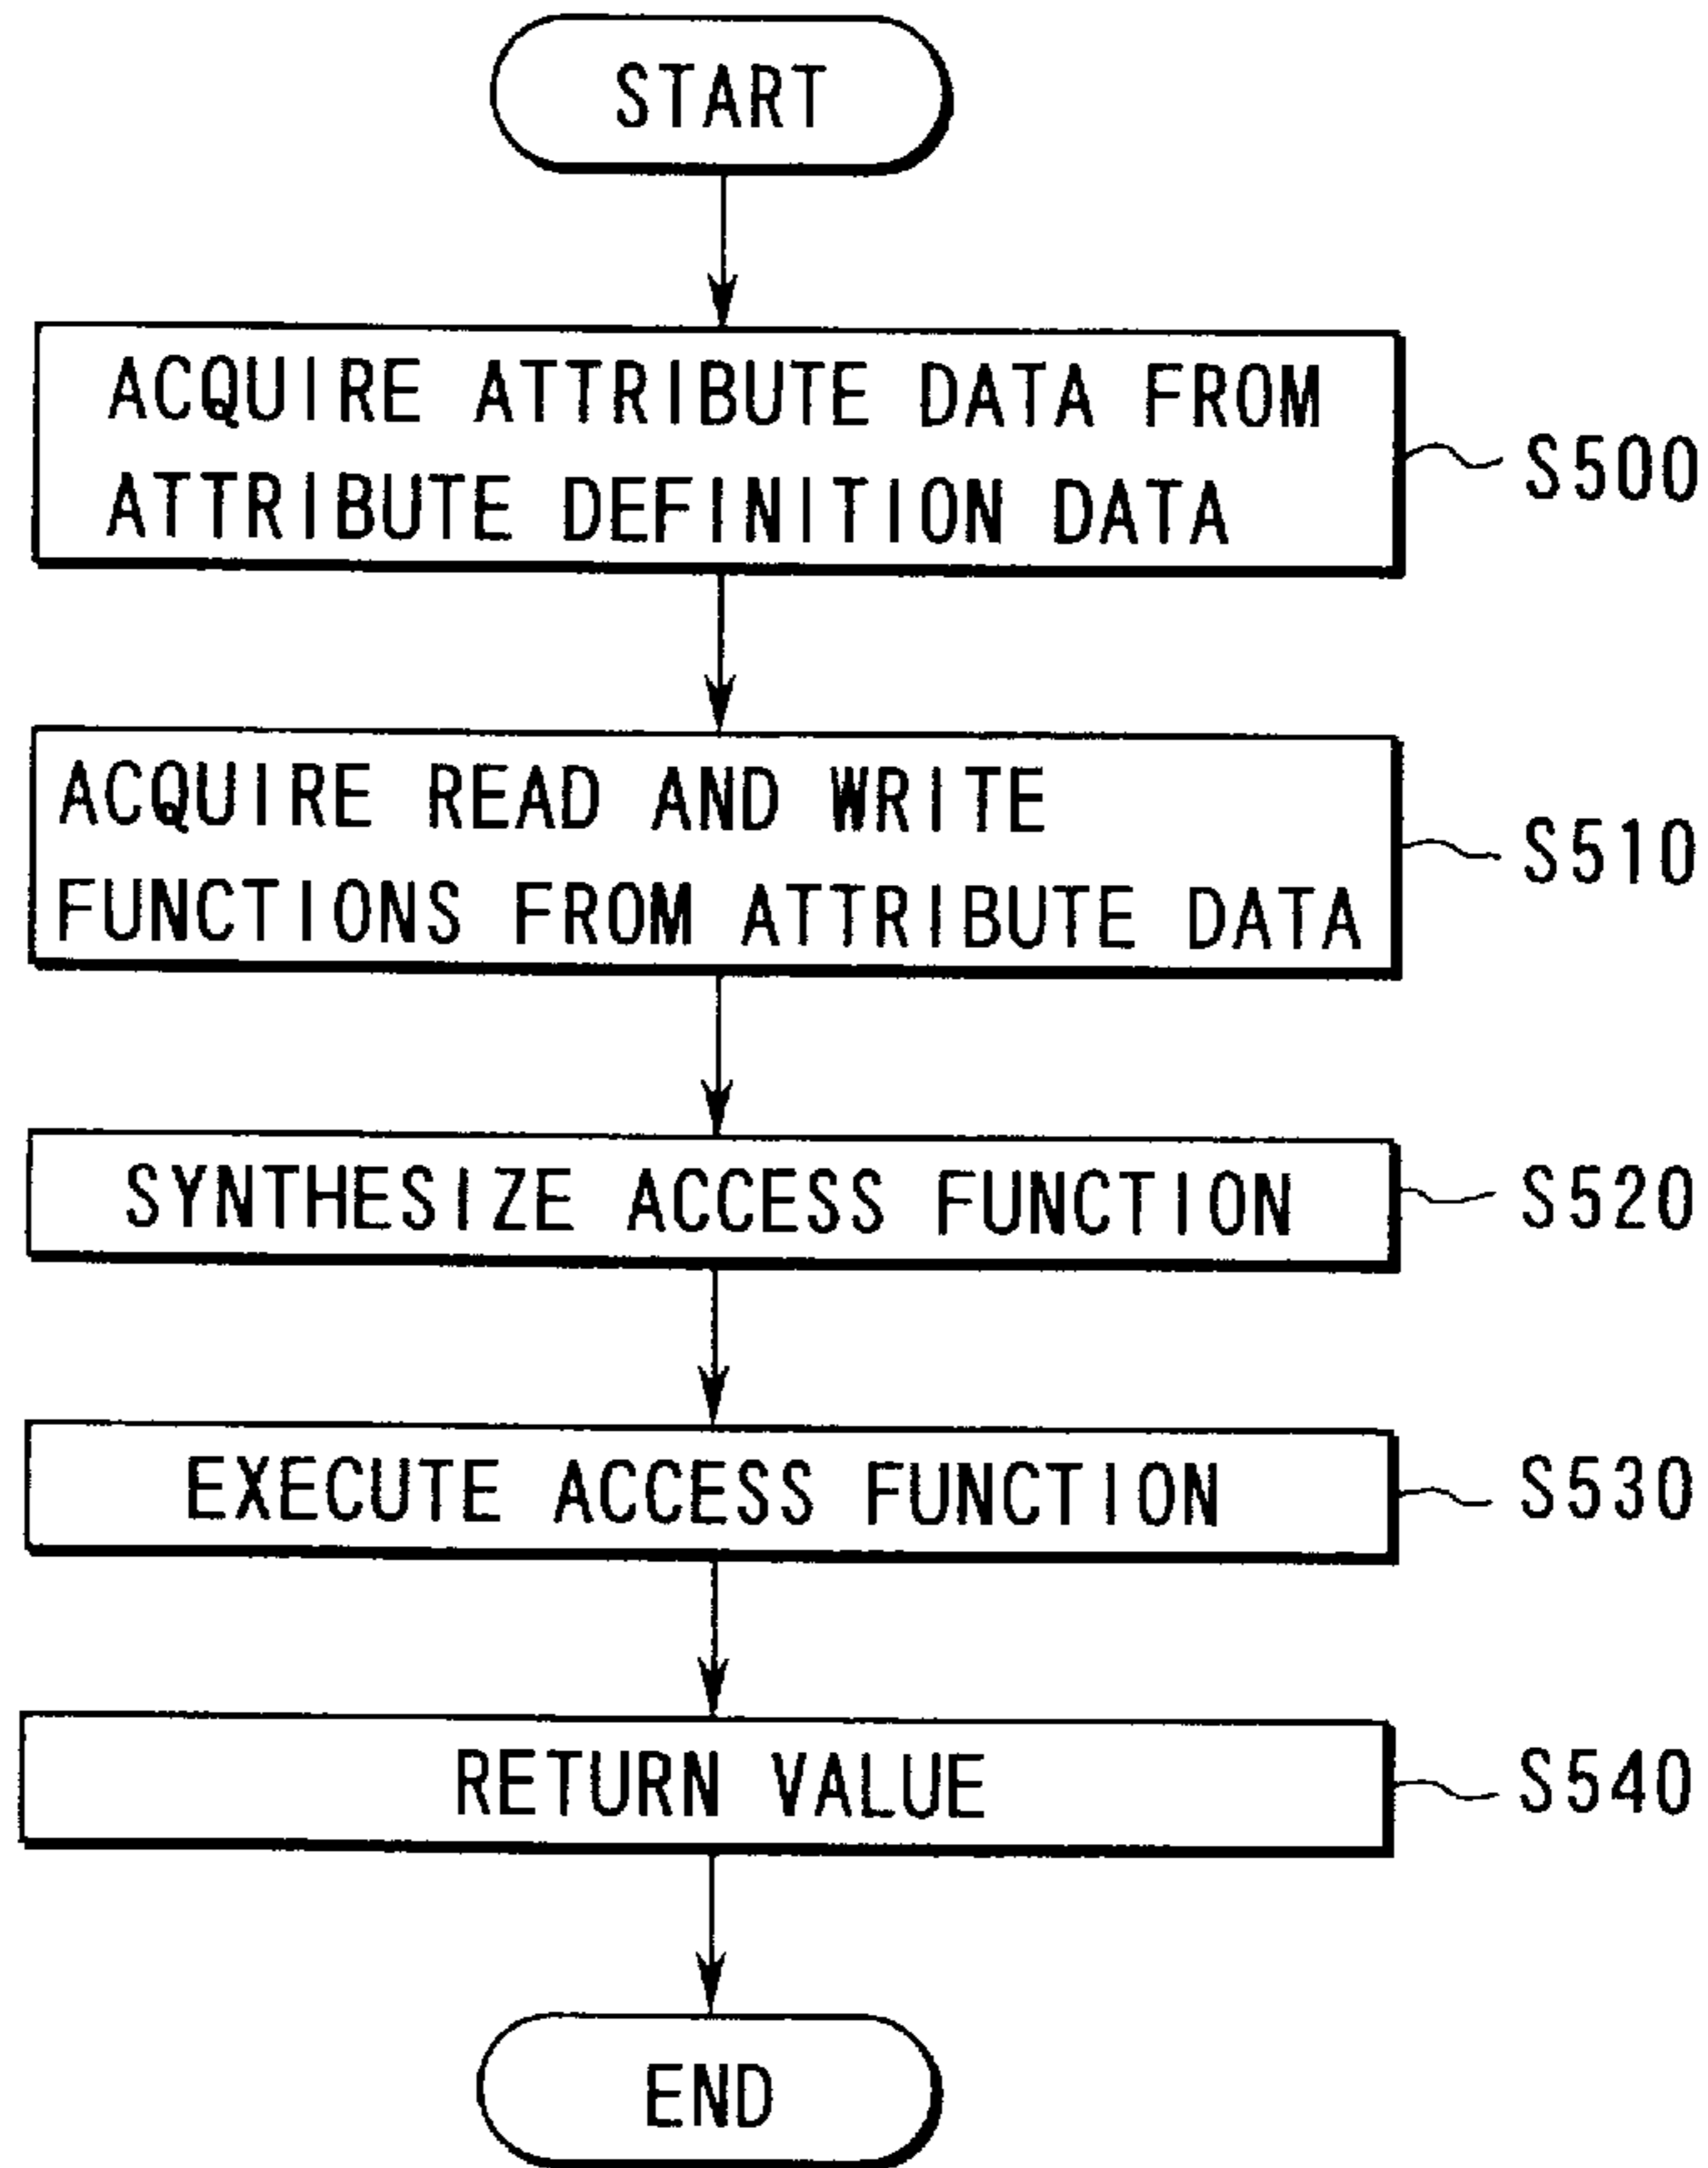 START
ACQUIRE ATTRIBUTE DATA FROM
ATTRIBUTE DEFINITION DATA
S500
ACQUIRE READ AND WRITE
FUNCTIONS FROM ATTRIBUTE DATA
S510
SYNTHESIZE ACCESS FUNCTION
S520
EXECUTE ACCESS FUNCTION
S530
RETURN VALUE
S540
END